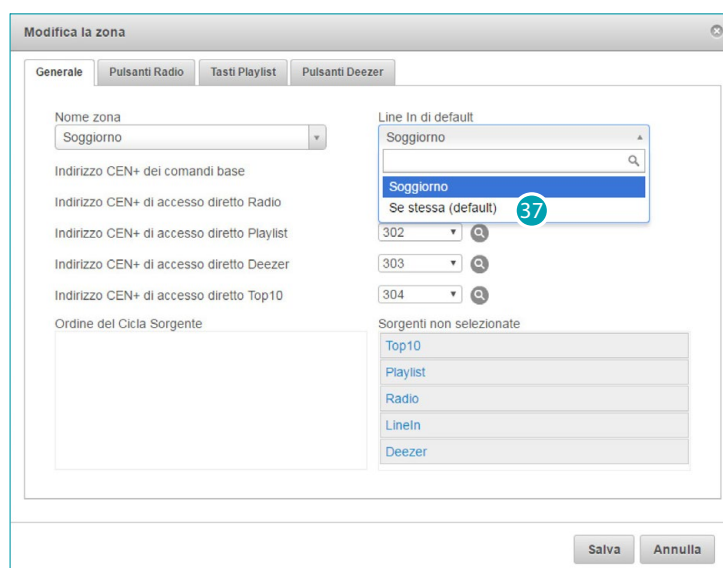 Modifica la zona
Generale
Pulsanti Radio
Tasti Playlist
Pulsanti Deezer
Nome zona
Soggiorno
Line In di default
Soggiorno
Soggiorno
Se stessa (default)
37
Indirizzo CEN+ dei comandi base
Indirizzo CEN+ di accesso diretto Radio
Indirizzo CEN+ di accesso diretto Playlist
302
Indirizzo CEN+ di accesso diretto Deezer
303
Indirizzo CEN+ di accesso diretto Top10
304
Ordine del Cicla Sorgente
Sorgenti non selezionate
Top10
Playlist
Radio
LineIn
Deezer
Salva
Annulla